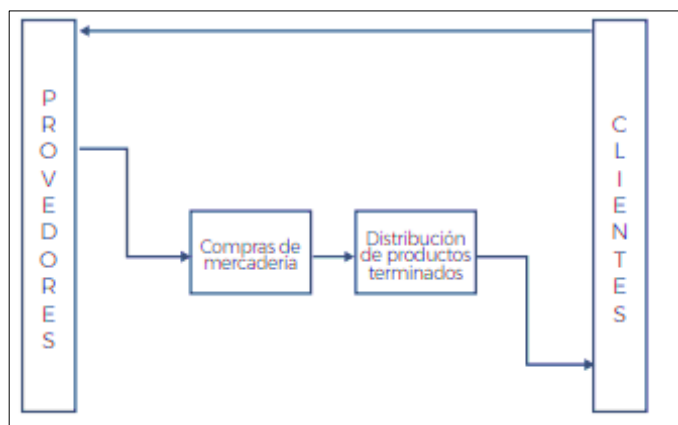 PROVEDORES
Compras de
mercadería
Distribución
de productos
terminados
CLIENTES